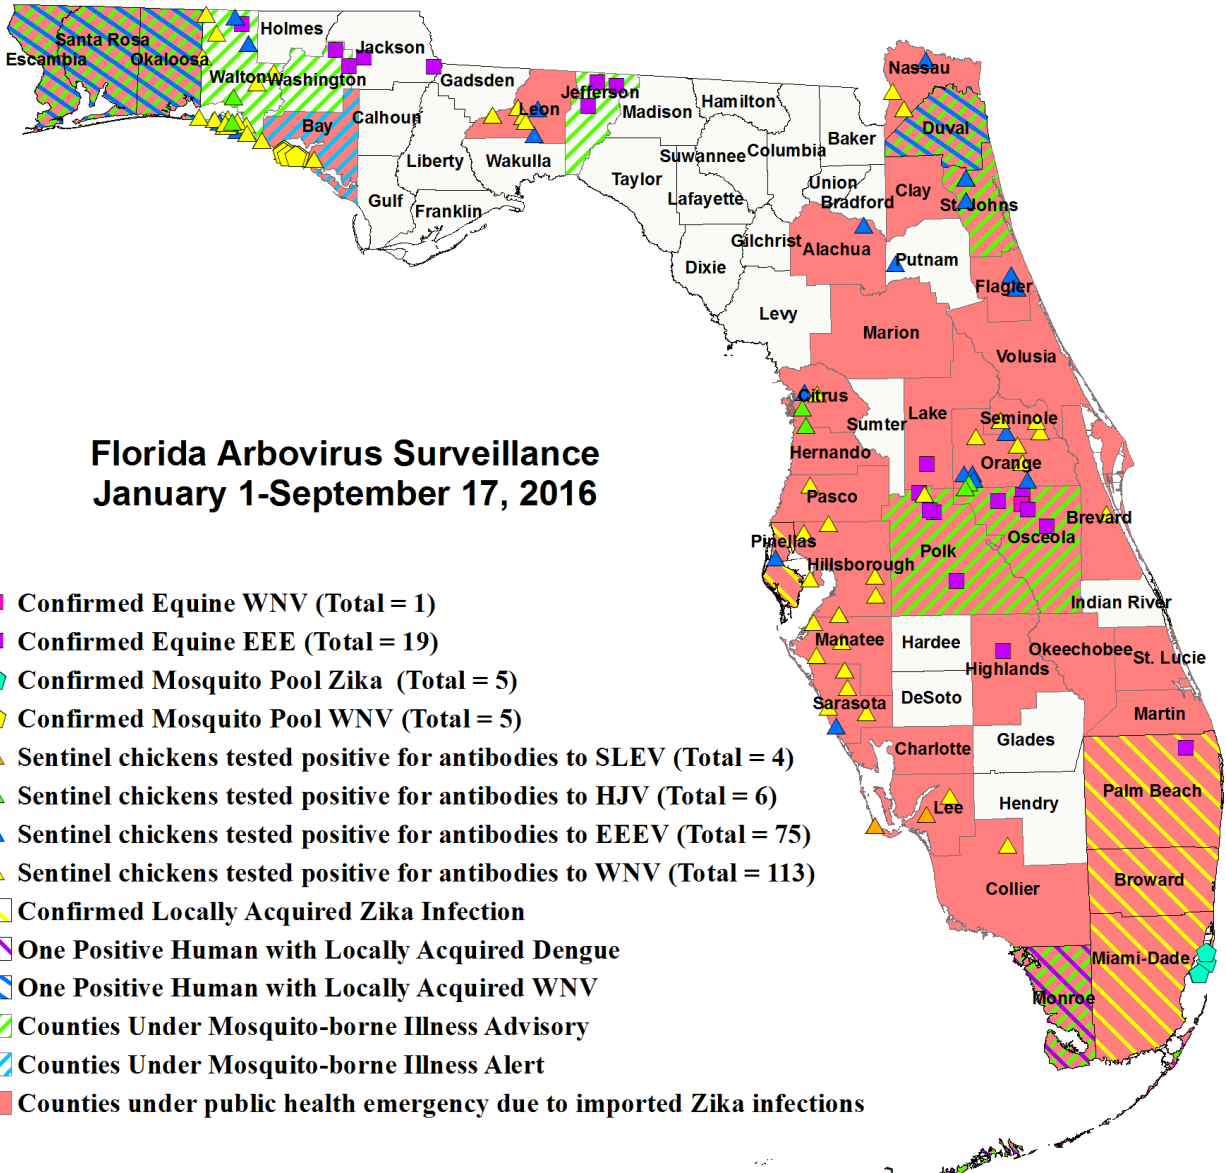 Holmes
Jackson
Santa Rosa
Escambia
Okaloosa
Walton
Washington
Gadsden
Leon
Jefferson
Madison
Hamilton
Nassau
Duval
Baker
Bay
Calhoun
Liberty
Wakulla
Gulf
Franklin
Taylor
Suwannee
Columbia
Lafayette
Union
Bradford
Clay
St. Johns
Gilchrist
Alachua
Putnam
Dixie
Flagler
Levy
Marion
Volusia
Citrus
Sumter
Lake
Seminole
Hernando
Orange
Pasco
Brevard
Pinellas
Hillsborough
Polk
Osceola
Indian River
Manatee
Hardee
Highlands
Okeechobee
St. Lucie
Sarasota
DeSoto
Martin
Charlotte
Glades
Palm Beach
Lee
Hendry
Broward
Collier
Miami-Dade
Monroe
Florida Arbovirus Surveillance
January 1-September 17, 2016
Confirmed Equine WNV (Total = 1)
Confirmed Equine EEE (Total = 19)
Confirmed Mosquito Pool Zika (Total = 5)
Confirmed Mosquito Pool WNV (Total = 5)
Sentinel chickens tested positive for antibodies to SLEV (Total = 4)
Sentinel chickens tested positive for antibodies to HJV (Total = 6)
Sentinel chickens tested positive for antibodies to EEEV (Total = 75)
Sentinel chickens tested positive for antibodies to WNV (Total = 113)
Confirmed Locally Acquired Zika Infection
One Positive Human with Locally Acquired Dengue
One Positive Human with Locally Acquired WNV
Counties Under Mosquito-borne Illness Advisory
Counties Under Mosquito-borne Illness Alert
Counties under public health emergency due to imported Zika infections